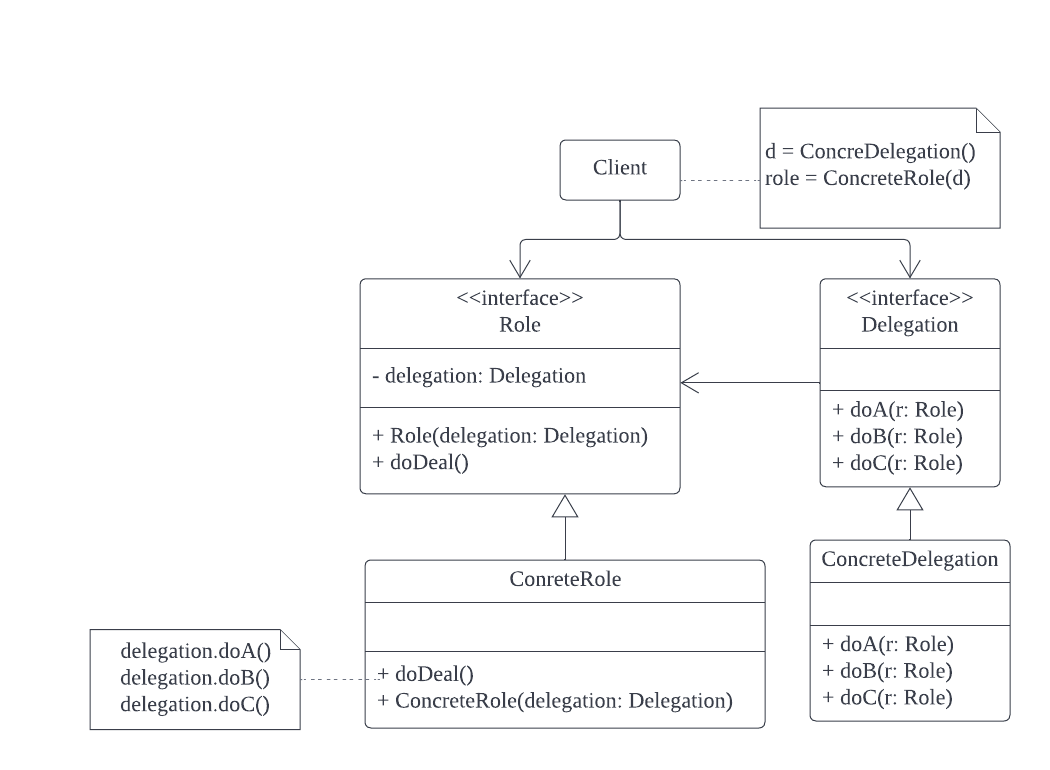 Client
d = ConcreDelegation()
role = ConcreteRole(d)
<<interface>>
Role
- delegation: Delegation
+ Role(delegation: Delegation)
+ doDeal()
<<interface>>
Delegation
+ doA(r: Role)
+ doB(r: Role)
+ doC(r: Role)
ConreteRole
+ doDeal()
+ ConcreteRole(delegation: Delegation)
delegation.doA()
delegation.doB()
delegation.doC()
ConcreteDelegation
+ doA(r: Role)
+ doB(r: Role)
+ doC(r: Role)